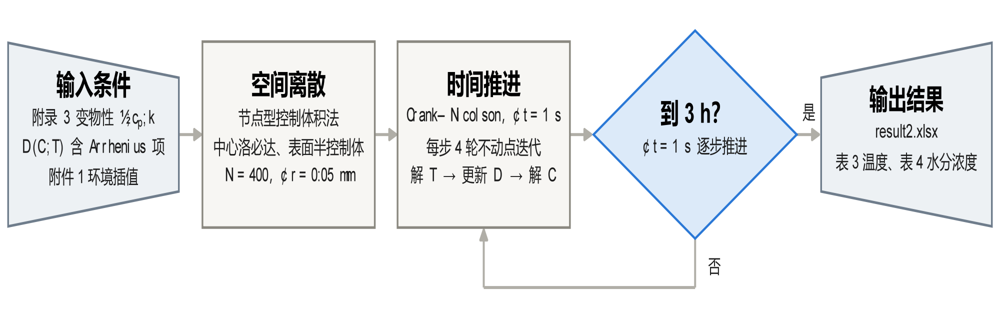 输入条件
附录 3 变物性 ½c_p; k
D(C; T) 含 Arrhenius 项
附件 1 环境插值
空间离散
节点型控制体积法
中心洛必达、表面半控制体
N = 400, ¢r = 0:05 mm
时间推进
Crank–Nicolson, ¢t = 1 s
每步 4 轮不动点迭代
解 T → 更新 D → 解 C
到 3 h?
¢t = 1 s 逐步推进
是
否
输出结果
result2.xlsx
表 3 温度、表 4 水分浓度